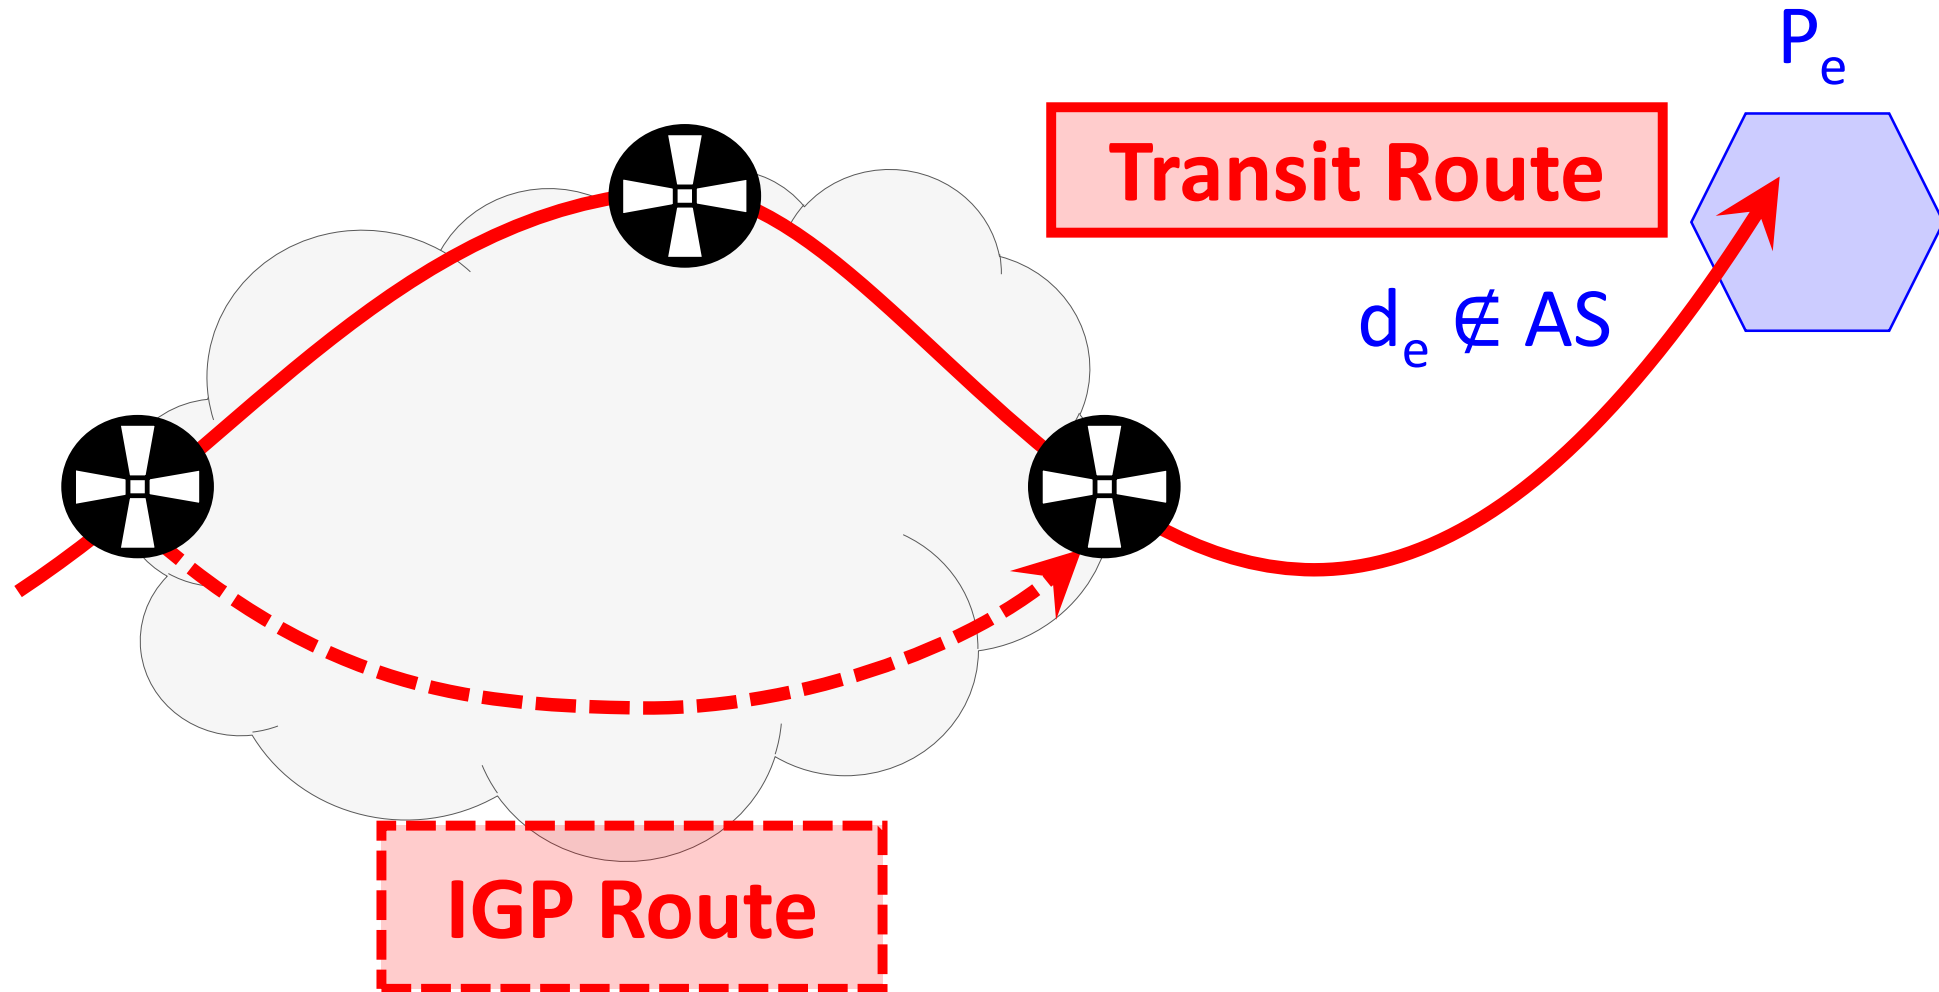 Pₑ
Transit Route
dₑ ∉ AS
IGP Route